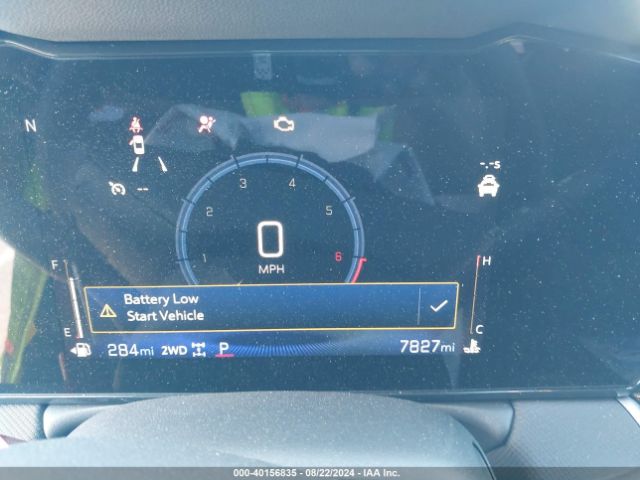 N
-.-s
--
1
2
3
4
5
6
0
MPH
F
E
H
C
Battery Low
Start Vehicle
284mi 2WD P 7827mi
000-40156835 - 08/22/2024 - IAA Inc.